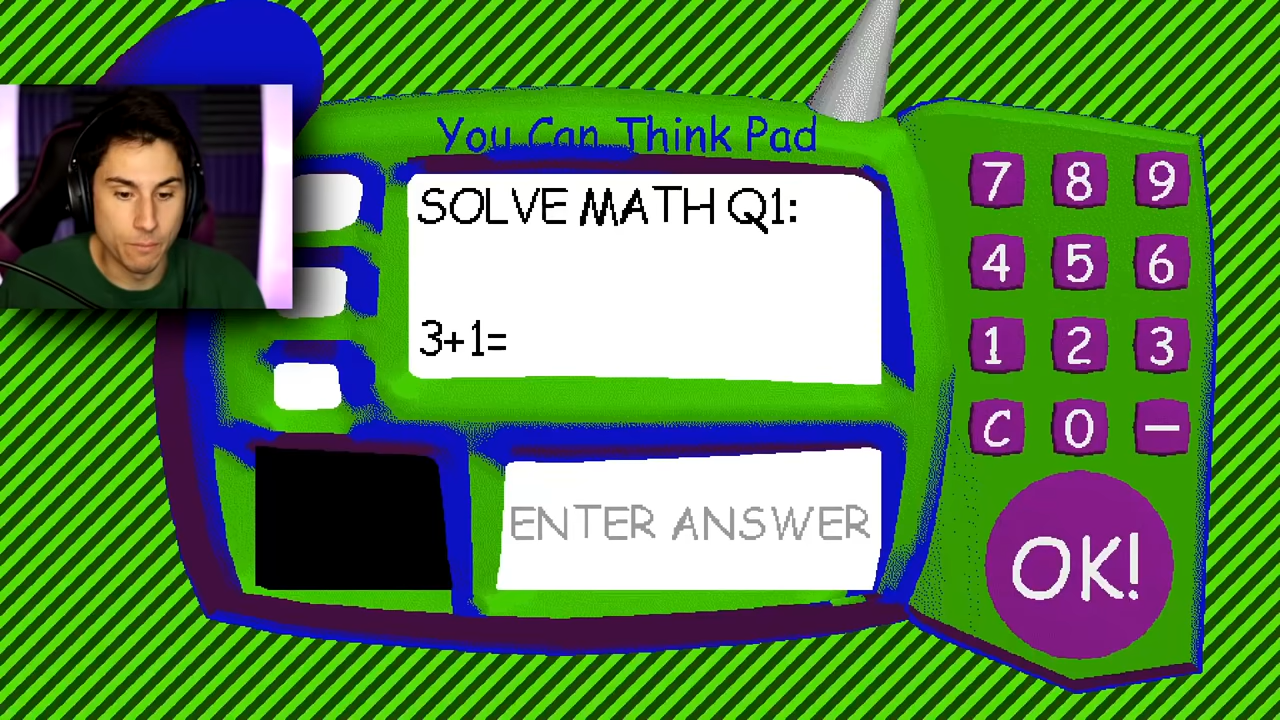 You Can Think Pad
SOLVE MATH Q1:
3+1=
ENTER ANSWER
7 8 9
4 5 6
1 2 3
C 0 —
OK!